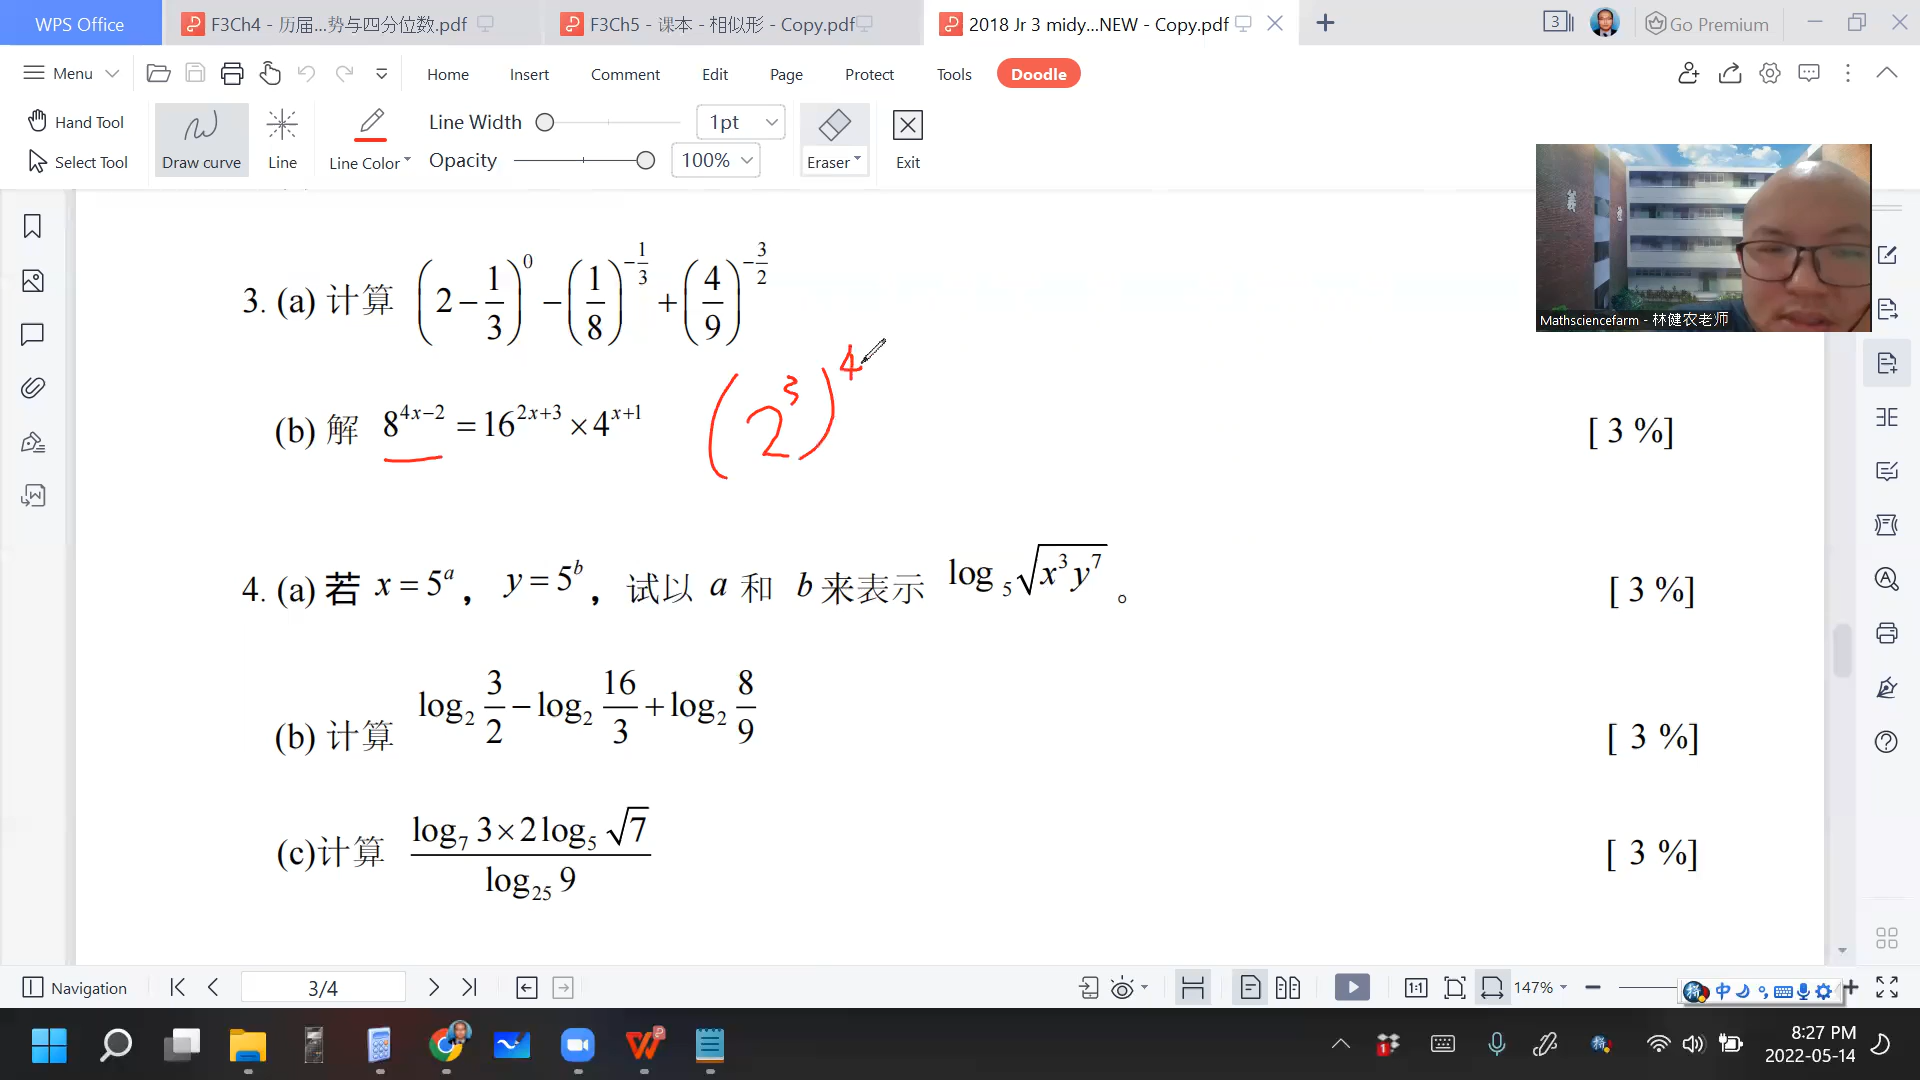 WPS Office
F3Ch4 - 历届...势与四分位数.pdf
F3Ch5 - 课本 - 相似形 - Copy.pdf
2018 Jr 3 midy...NEW - Copy.pdf
3
Go Premium
Menu
Home Insert Comment Edit Page Protect Tools Doodle
Hand Tool
Select Tool
Draw curve
Line
Line Color
Line Width 1pt
Opacity 100%
Eraser
Exit
Mathsciencefarm - 林健农老师
3. (a) 计算 (2 − 1/3)^0 − (1/8)^(−1/3) + (4/9)^(−3/2)
(b) 解 8^(4x−2) = 16^(2x+3) × 4^(x+1) [ 3 %]
(2^3)^4
4. (a) 若 x = 5^a , y = 5^b , 试以 a 和 b 来表示 log_5 √(x^3 y^7) 。 [ 3 %]
(b) 计算 log_2 3/2 − log_2 16/3 + log_2 8/9 [ 3 %]
(c)计算 (log_7 3 × 2 log_5 √7) / (log_25 9) [ 3 %]
Navigation
3/4
1:1
147%
中
8:27 PM
2022-05-14